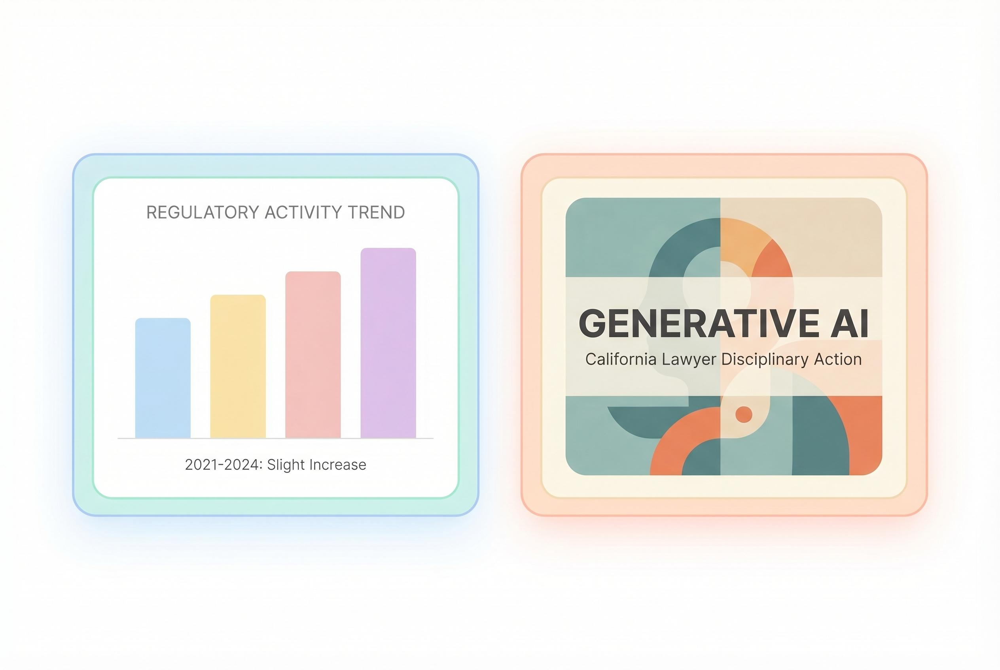 REGULATORY ACTIVITY TREND
2021-2024: Slight Increase
GENERATIVE AI
California Lawyer Disciplinary Action